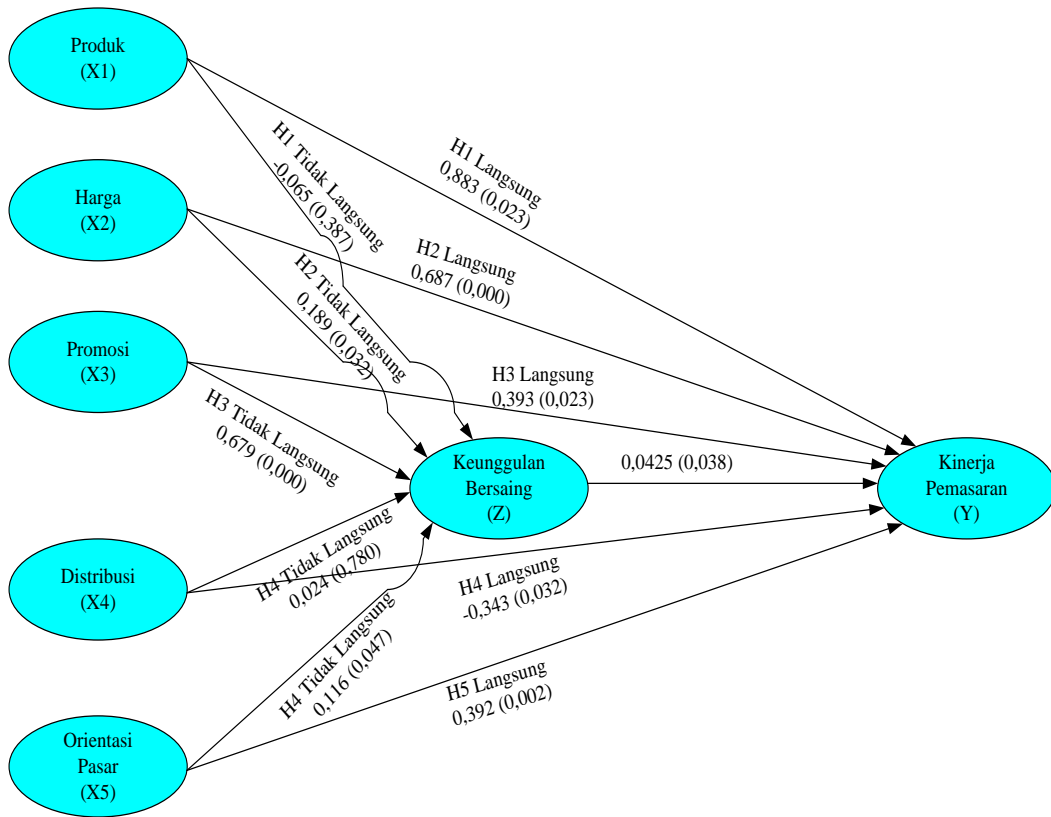 Produk
(X1)
H1 Tidak Langsung
-0,065 (0,387)
H1 Langsung
0,883 (0,023)
Harga
(X2)
H2 Tidak Langsung
0,189 (0,032)
H2 Langsung
0,687 (0,000)
Promosi
(X3)
H3 Tidak Langsung
0,679 (0,000)
H3 Langsung
0,393 (0,023)
Keunggulan
Bersaing
(Z)
0,0425 (0,038)
Kinerja
Pemasaran
(Y)
Distribusi
(X4)
H4 Tidak Langsung
0,024 (0,780)
H4 Langsung
-0,343 (0,032)
H4 Tidak Langsung
0,116 (0,047)
H5 Langsung
0,392 (0,002)
Orientasi
Pasar
(X5)